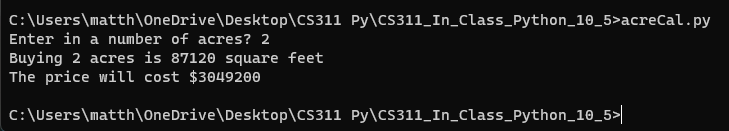 C:\Users\matth\OneDrive\Desktop\CS311 Py\CS311_In_Class_Python_10_5>acreCal.py
Enter in a number of acres? 2
Buying 2 acres is 87120 square feet
The price will cost $3049200
C:\Users\matth\OneDrive\Desktop\CS311 Py\CS311_In_Class_Python_10_5>